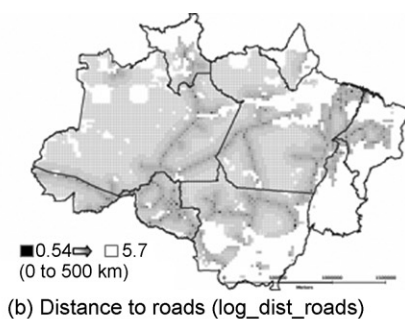 ■0.54⇨ □5.7
(0 to 500 km)
(b) Distance to roads (log_dist_roads)